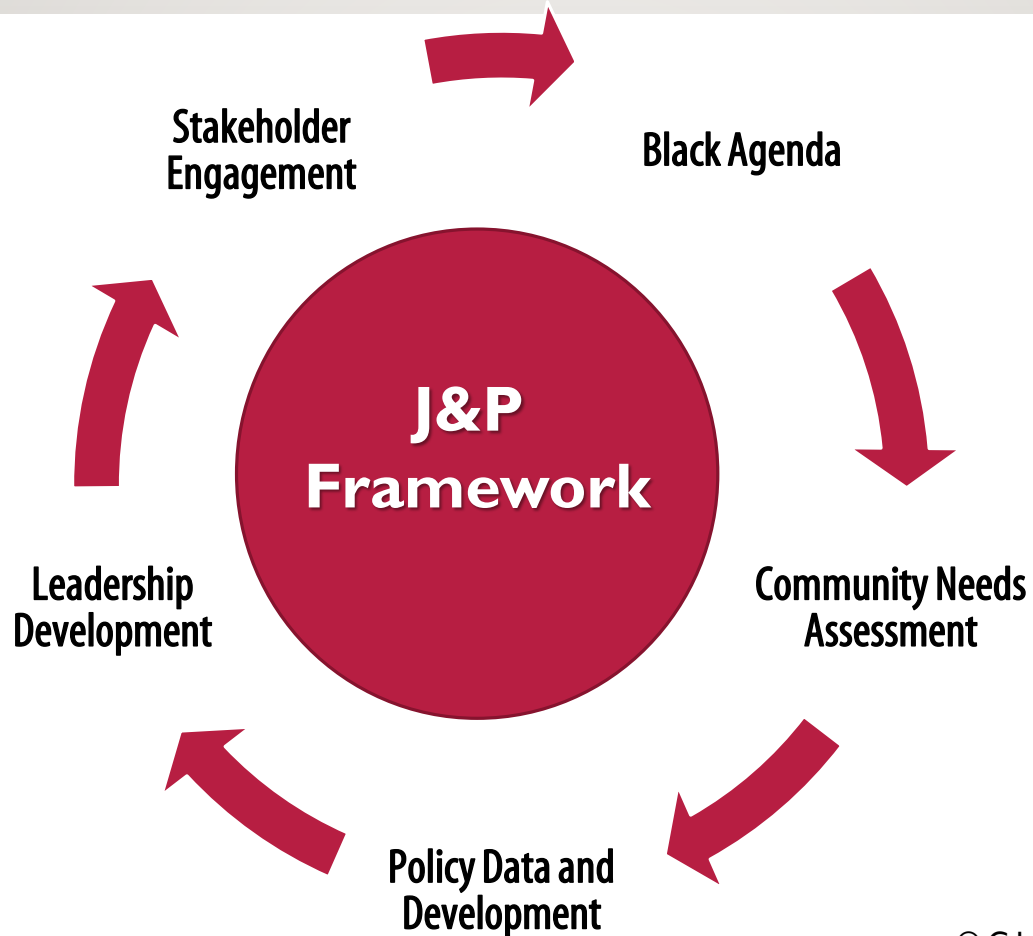 Stakeholder
Engagement
Black Agenda
J&P
Framework
Leadership
Development
Community Needs
Assessment
Policy Data and
Development